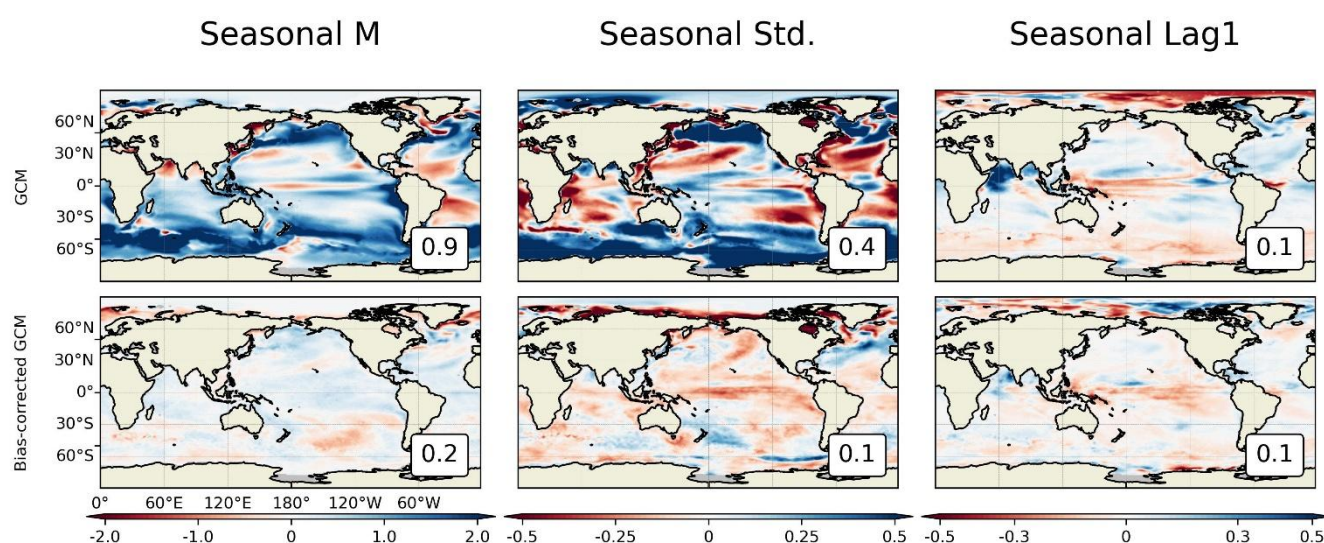 Seasonal M
Seasonal Std.
Seasonal Lag1
GCM
60°N
30°N
0°
30°S
60°S
0.9
0.4
0.1
Bias-corrected GCM
60°N
30°N
0°
30°S
60°S
0.2
0.1
0.1
0° 60°E 120°E 180° 120°W 60°W
-2.0 -1.0 0 1.0 2.0
-0.5 -0.25 0 0.25 0.5
-0.5 -0.3 0 0.3 0.5